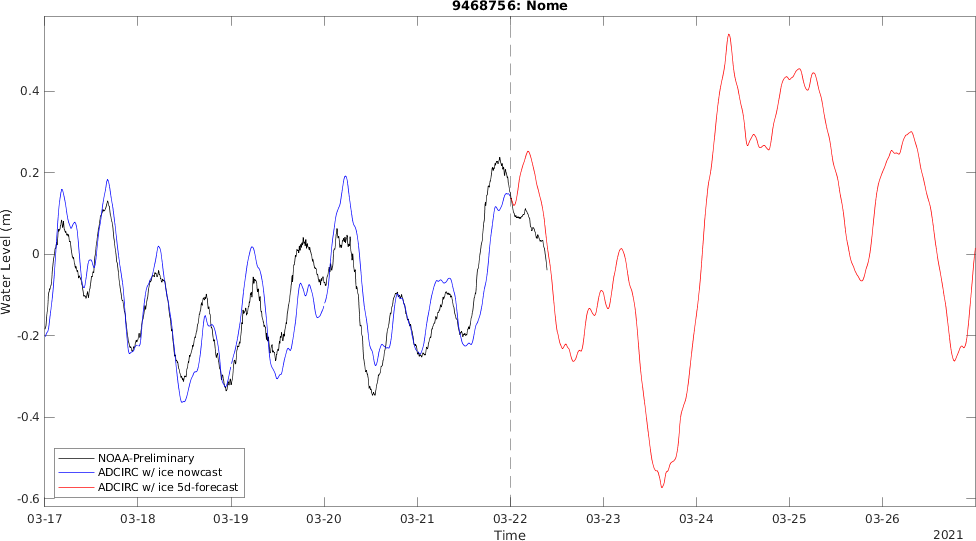 9468756: Nome
Water Level (m)
0.4
0.2
0
-0.2
-0.4
-0.6
NOAA-Preliminary
ADCIRC w/ ice nowcast
ADCIRC w/ ice 5d-forecast
03-17 03-18 03-19 03-20 03-21 03-22 03-23 03-24 03-25 03-26
Time
2021